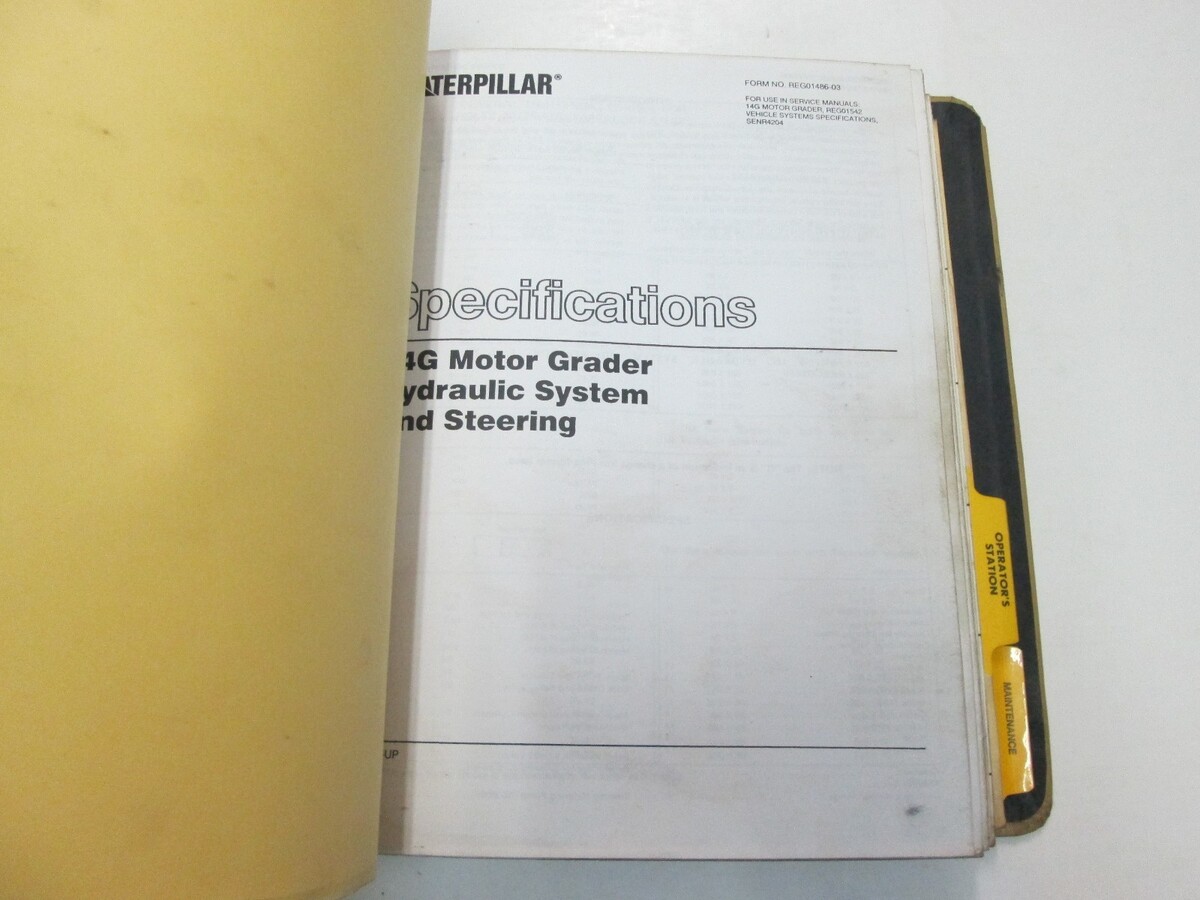 ATERPILLAR®
FORM NO. REG01486-03
FOR USE IN SERVICE MANUALS:
14G MOTOR GRADER, REG01542
VEHICLE SYSTEMS SPECIFICATIONS,
SENR4204
Specifications
4G Motor Grader
ydraulic System
nd Steering
-UP
OPERATOR'S
STATION
MAINTENANCE